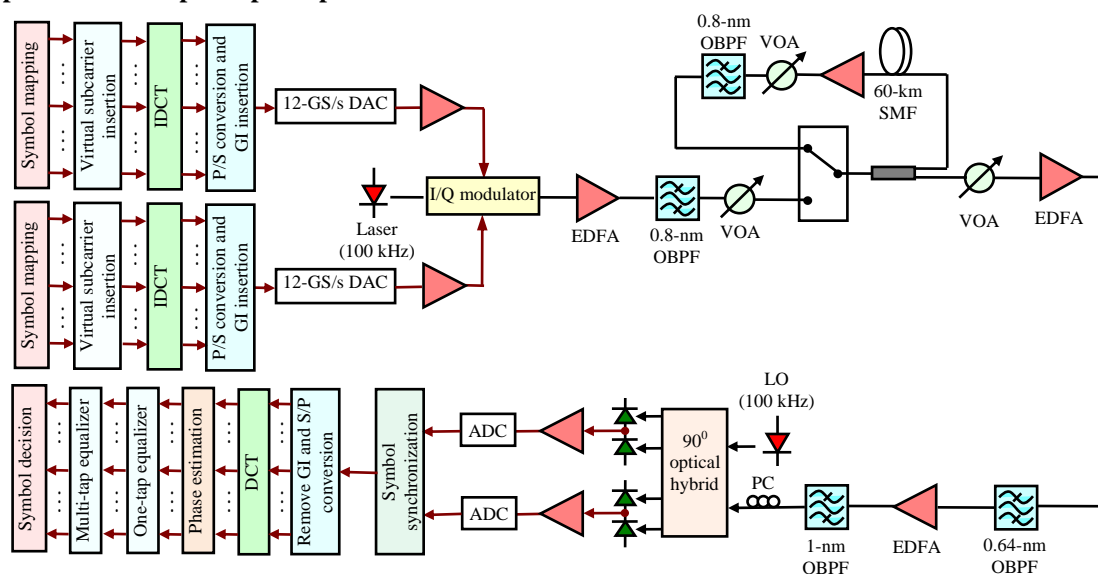 Symbol mapping
Virtual subcarrier
insertion
IDCT
P/S conversion and
GI insertion
12-GS/s DAC
Laser
(100 kHz)
I/Q modulator
EDFA
0.8-nm
OBPF
VOA
0.8-nm
OBPF
VOA
60-km
SMF
VOA
EDFA
Symbol mapping
Virtual subcarrier
insertion
IDCT
P/S conversion and
GI insertion
12-GS/s DAC
Symbol decision
Multi-tap equalizer
One-tap equalizer
Phase estimation
DCT
Remove GI and S/P
conversion
Symbol
synchronization
ADC
ADC
90⁰
optical
hybrid
LO
(100 kHz)
PC
1-nm
OBPF
EDFA
0.64-nm
OBPF